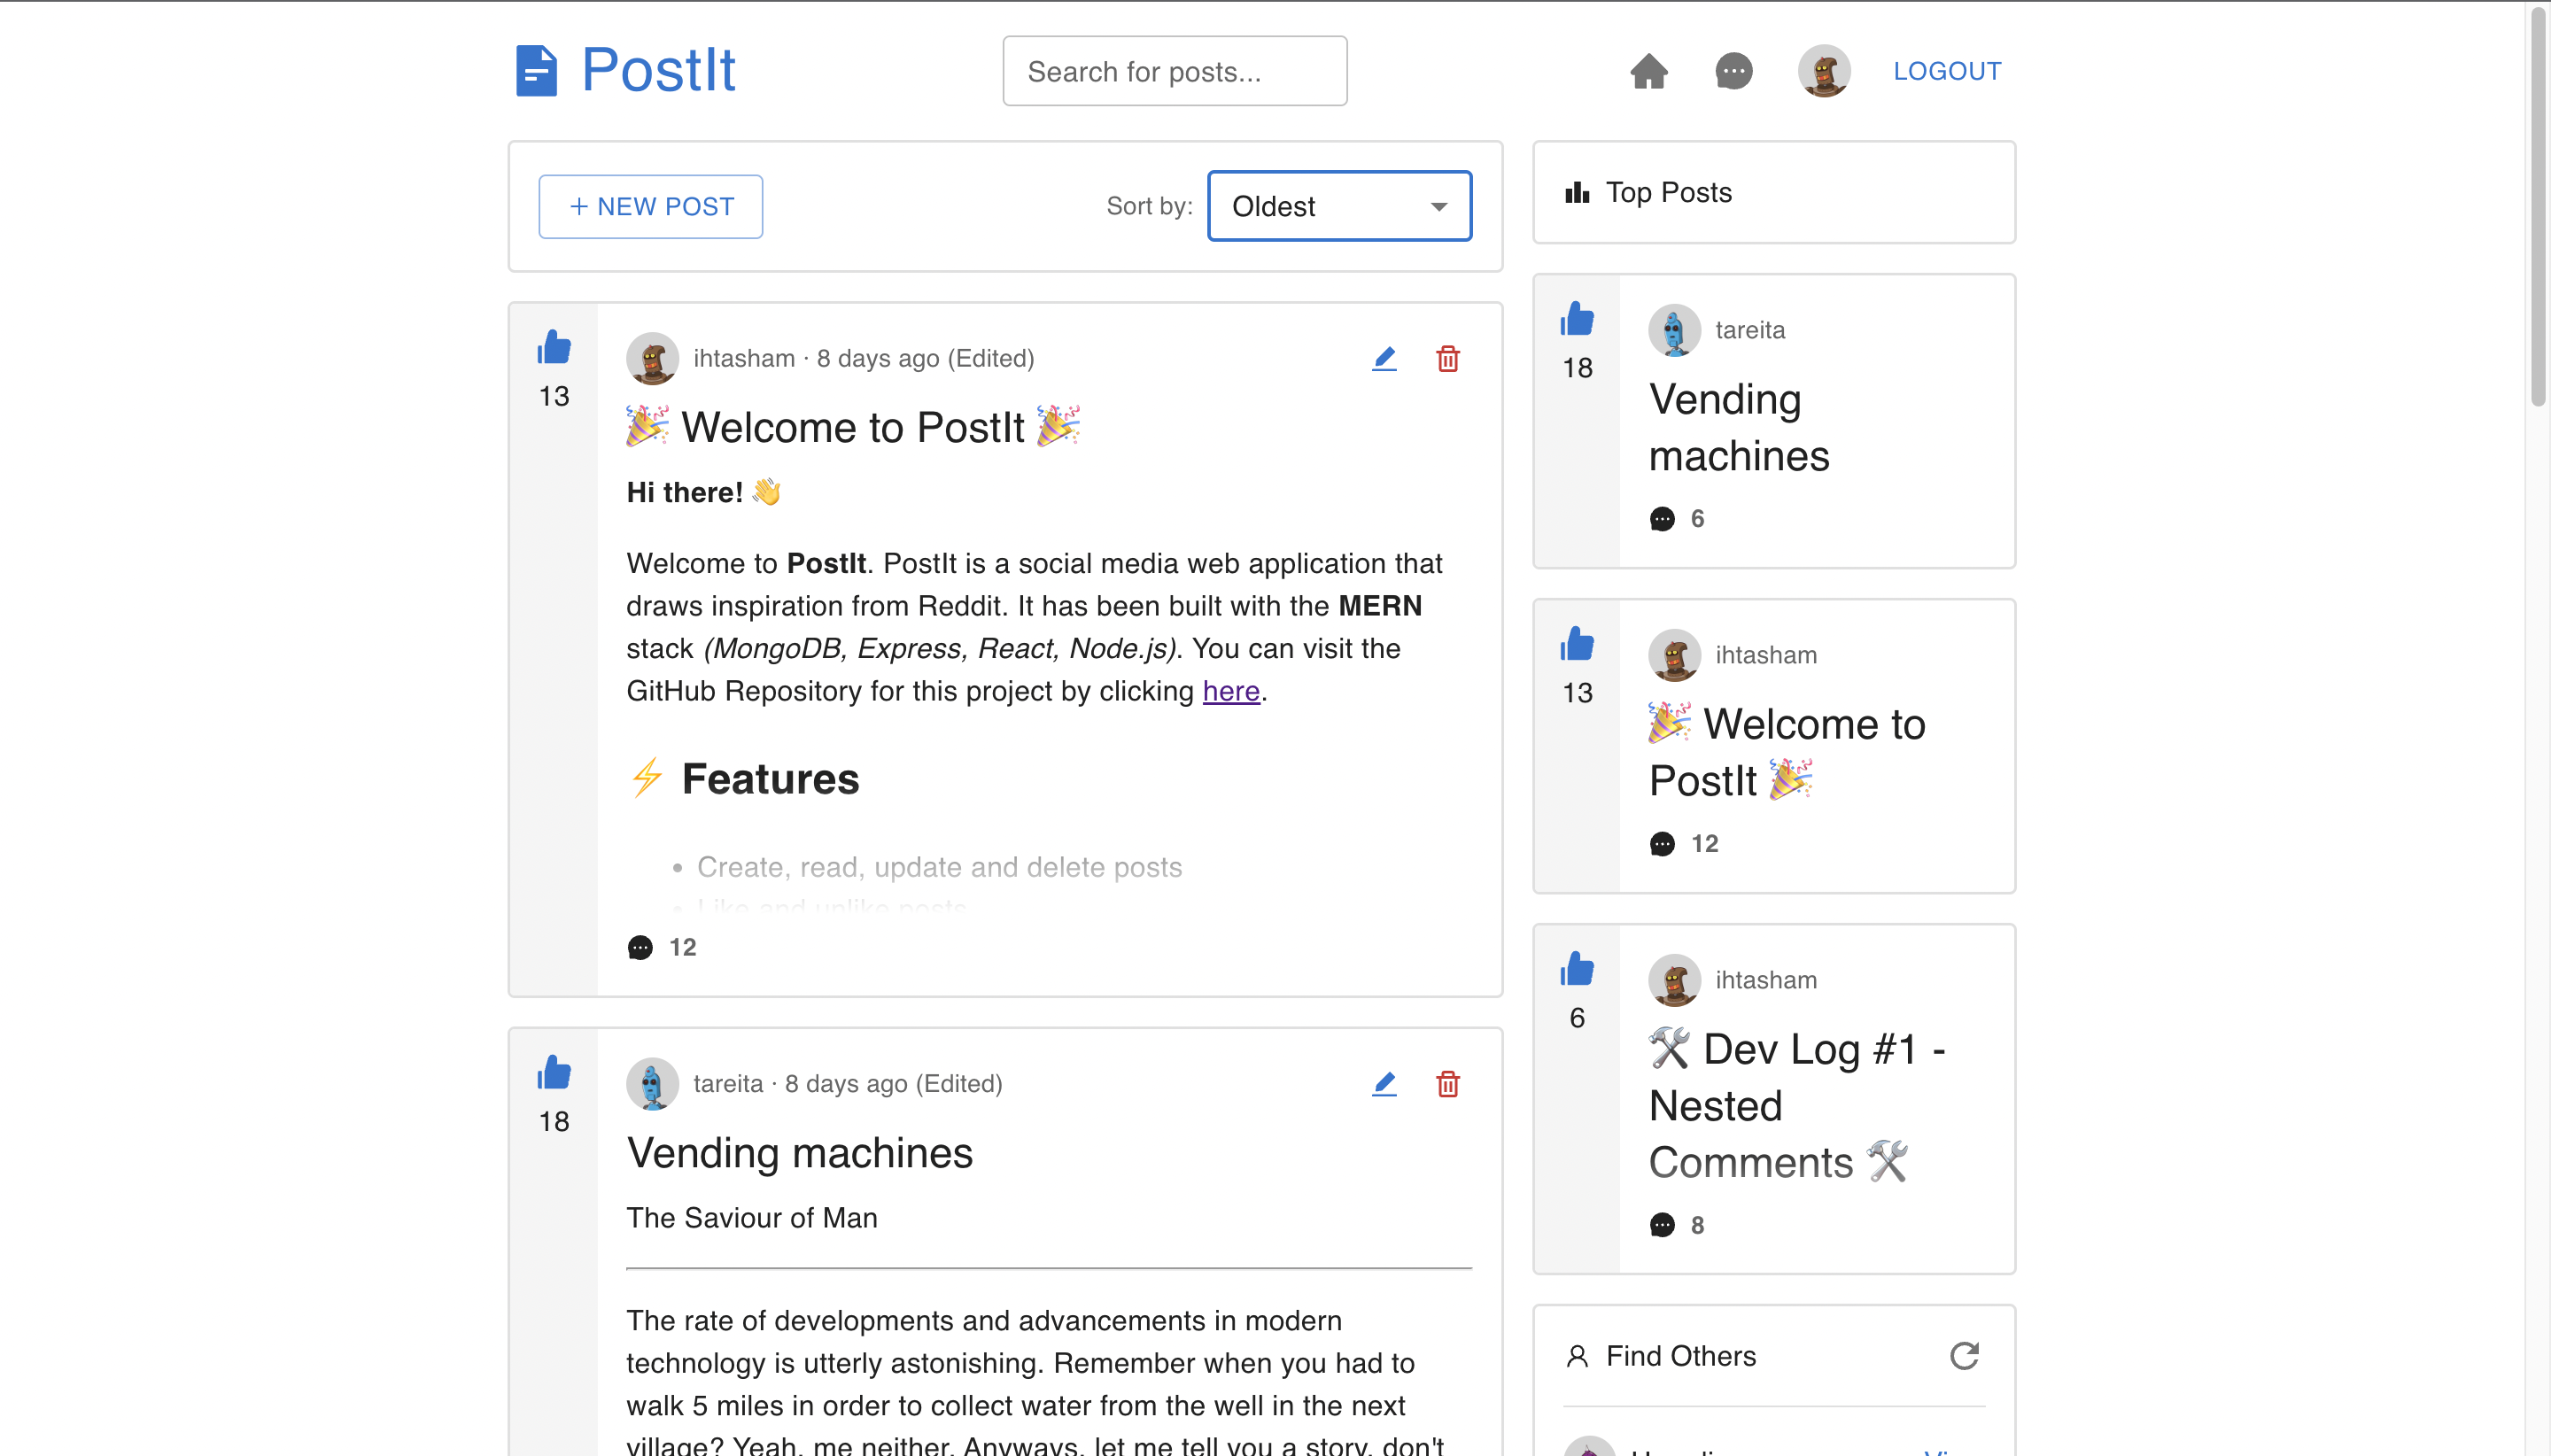 PostIt
Search for posts...
LOGOUT
+ NEW POST
Sort by:
Oldest
13
ihtasham · 8 days ago (Edited)
🎉 Welcome to PostIt 🎉
Hi there! 👋
Welcome to PostIt. PostIt is a social media web application that
draws inspiration from Reddit. It has been built with the MERN
stack (MongoDB, Express, React, Node.js). You can visit the
GitHub Repository for this project by clicking here.
⚡ Features
• Create, read, update and delete posts
• Like and unlike posts
12
18
tareita · 8 days ago (Edited)
Vending machines
The Saviour of Man
The rate of developments and advancements in modern
technology is utterly astonishing. Remember when you had to
walk 5 miles in order to collect water from the well in the next
village? Yeah, me neither. Anyways, let me tell you a story, don't
Top Posts
18
tareita
Vending
machines
6
13
ihtasham
🎉 Welcome to
PostIt 🎉
12
6
ihtasham
🛠 Dev Log #1 -
Nested
Comments 🛠
8
Find Others